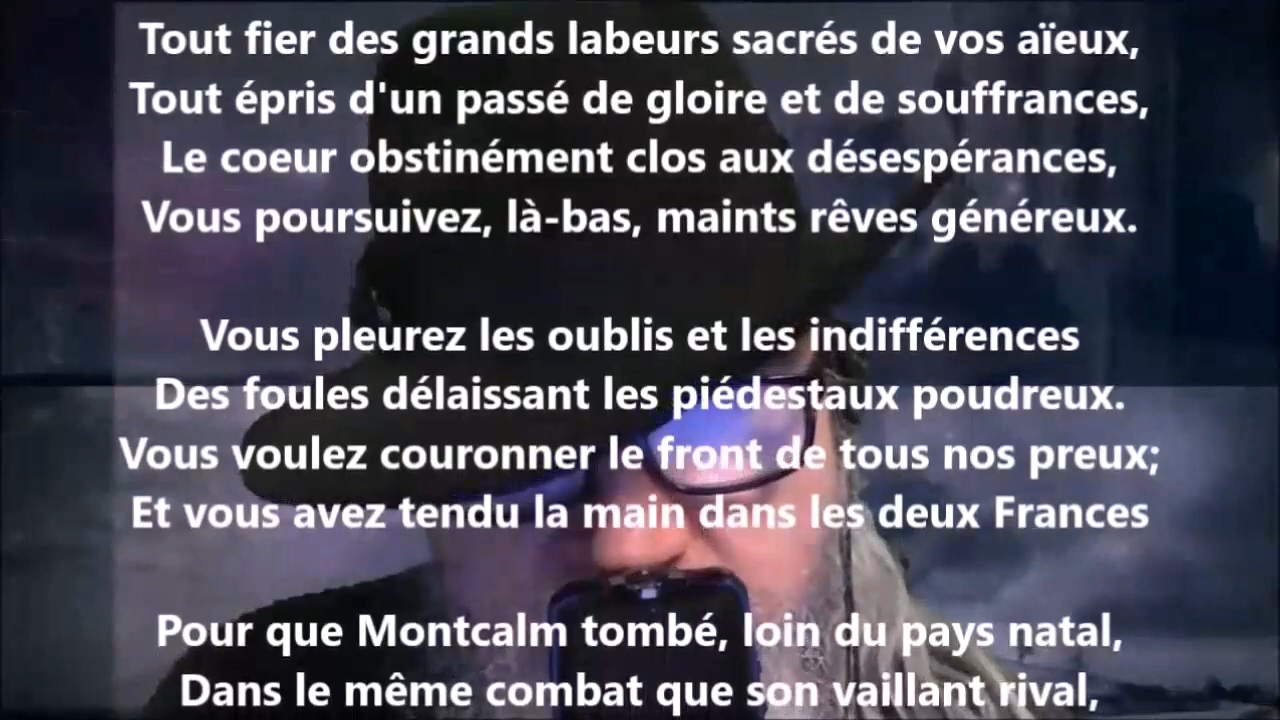 Tout fier des grands labeurs sacrés de vos aïeux,
Tout épris d'un passé de gloire et de souffrances,
Le coeur obstinément clos aux désespérances,
Vous poursuivez, là-bas, maints rêves généreux.
Vous pleurez les oublis et les indifférences
Des foules délaissant les piédestaux poudreux.
Vous voulez couronner le front de tous nos preux;
Et vous avez tendu la main dans les deux Frances
Pour que Montcalm tombé, loin du pays natal,
Dans le même combat que son vaillant rival,